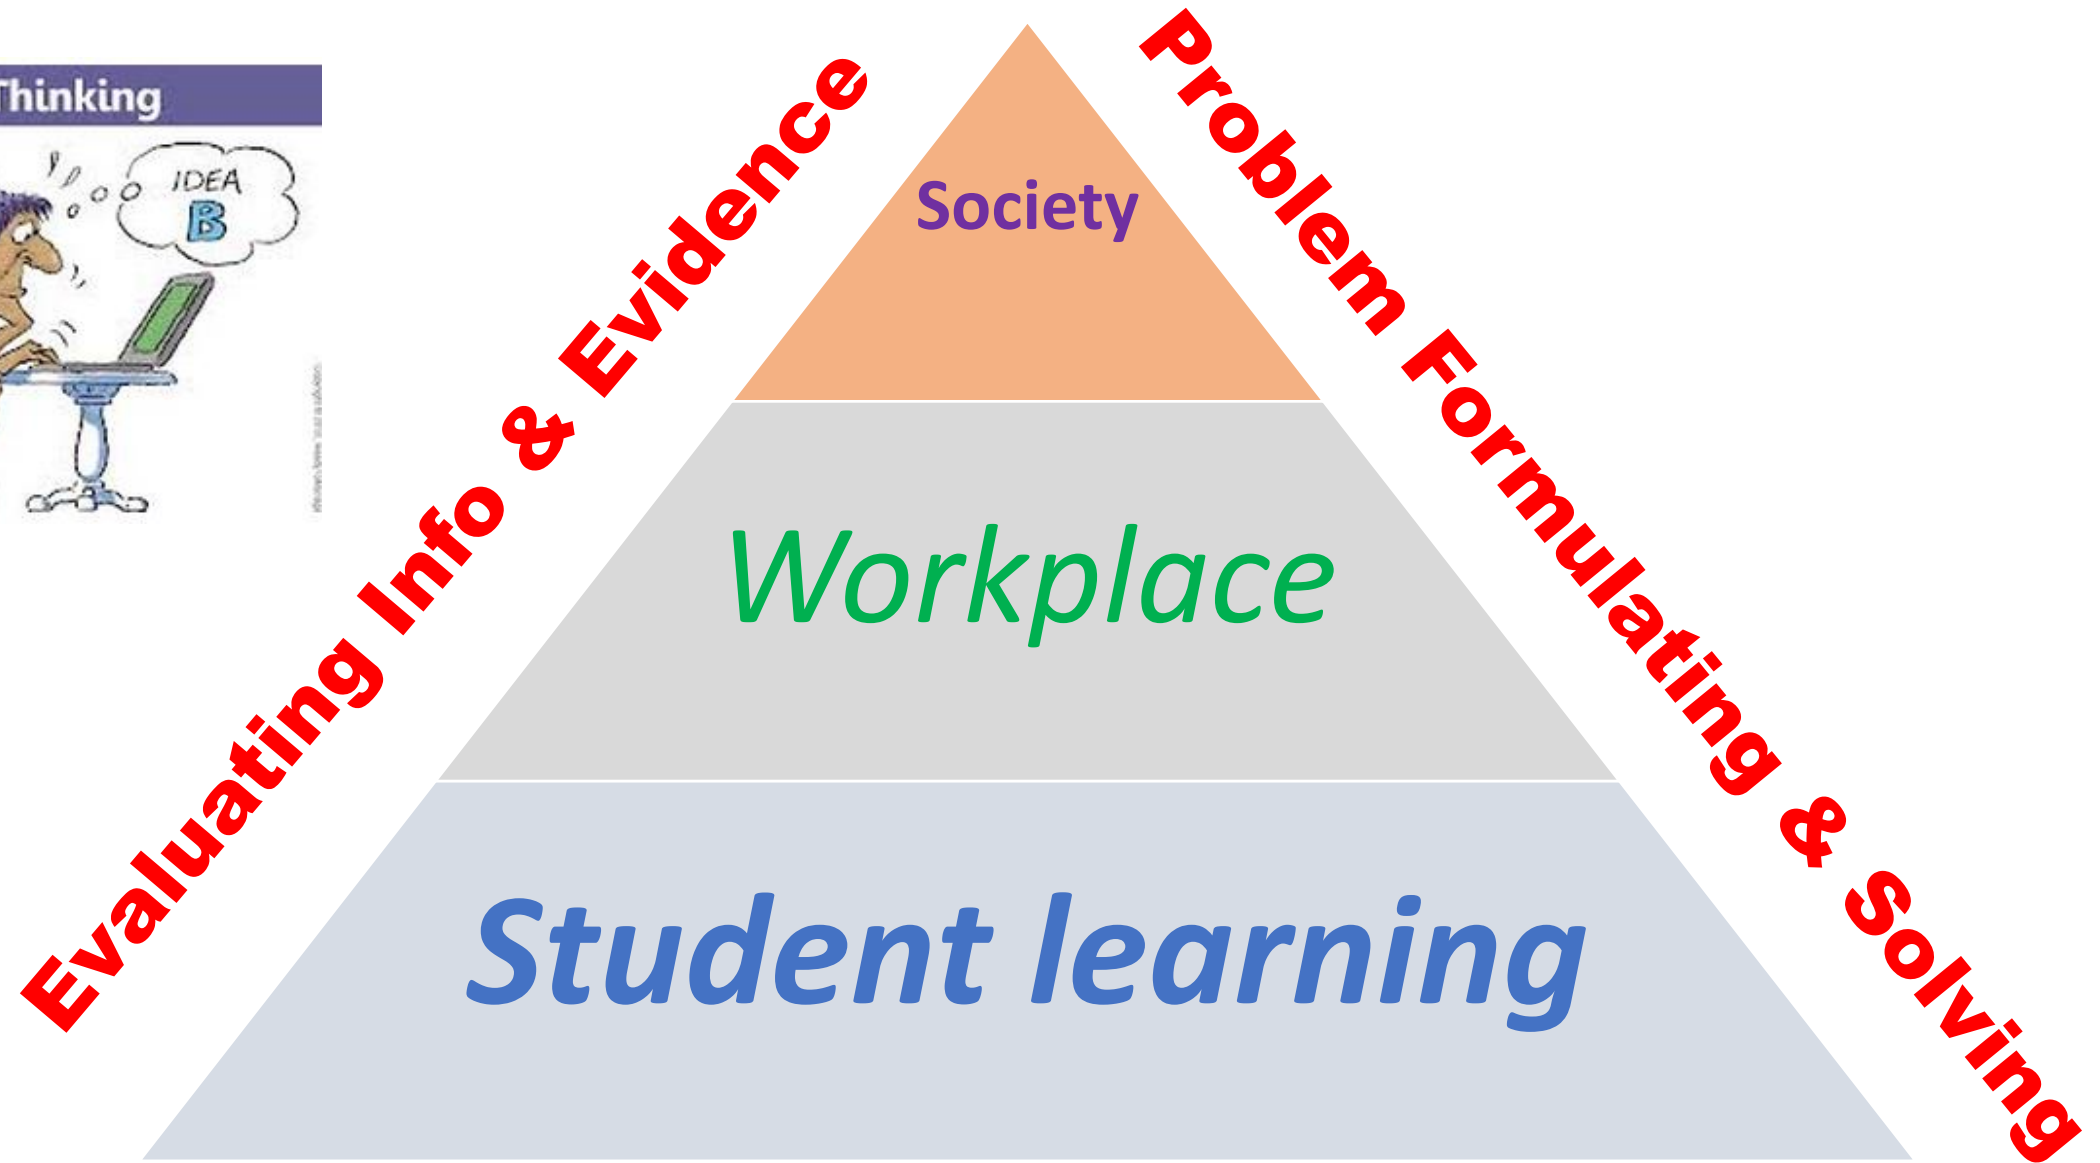 Thinking
IDEA
B
Evaluating Info & Evidence
Problem Formulating & Solving
Society
Workplace
Student learning